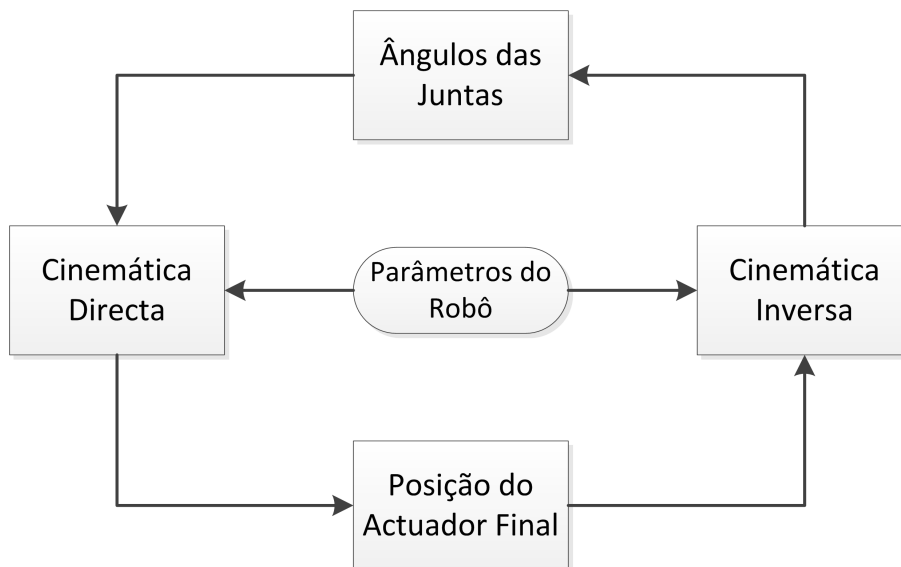 Ângulos das
Juntas
Cinemática
Directa
Parâmetros do
Robô
Cinemática
Inversa
Posição do
Actuador Final